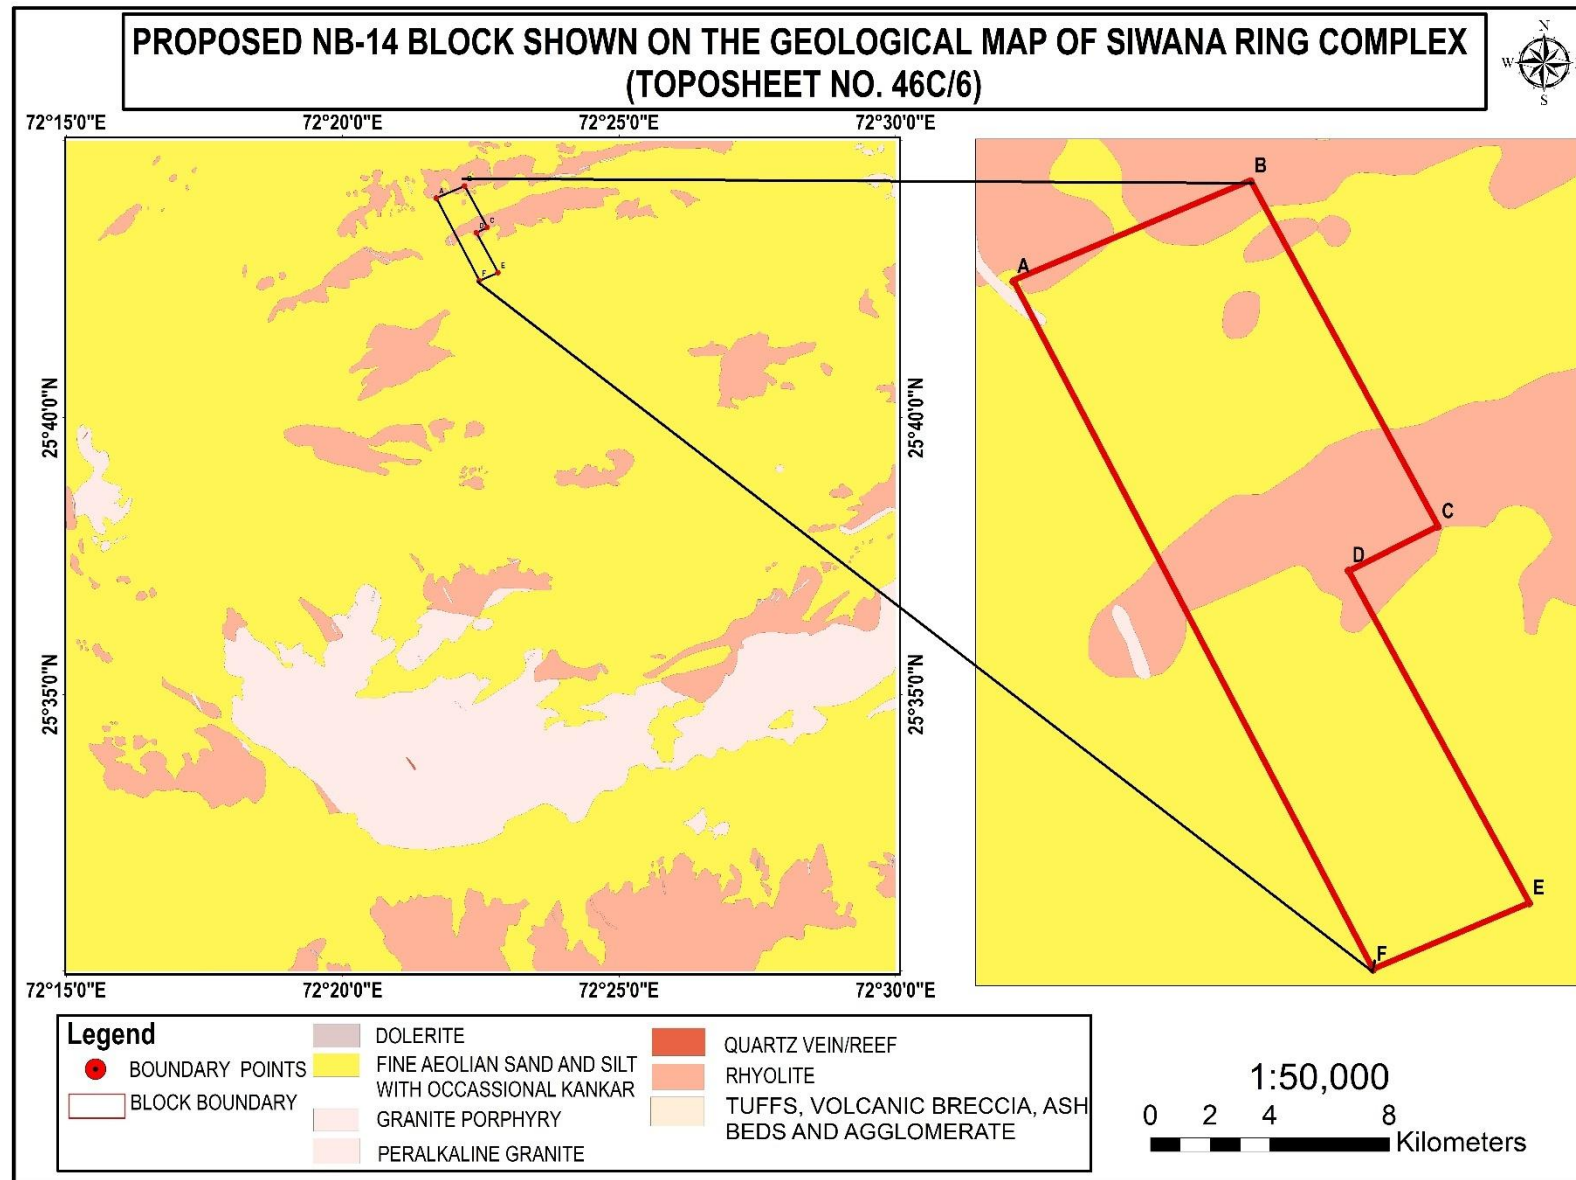 PROPOSED NB-14 BLOCK SHOWN ON THE GEOLOGICAL MAP OF SIWANA RING COMPLEX
(TOPOSHEET NO. 46C/6)
N
W
S
72°15'0"E
72°20'0"E
72°25'0"E
72°30'0"E
A
B
C
D
E
F
25°40'0"N
25°40'0"N
25°35'0"N
25°35'0"N
72°15'0"E
72°20'0"E
72°25'0"E
72°30'0"E
B
A
C
D
E
F
Legend
BOUNDARY POINTS
BLOCK BOUNDARY
DOLERITE
FINE AEOLIAN SAND AND SILT
WITH OCCASSIONAL KANKAR
GRANITE PORPHYRY
PERALKALINE GRANITE
QUARTZ VEIN/REEF
RHYOLITE
TUFFS, VOLCANIC BRECCIA, ASH
BEDS AND AGGLOMERATE
1:50,000
0 2 4 8
Kilometers